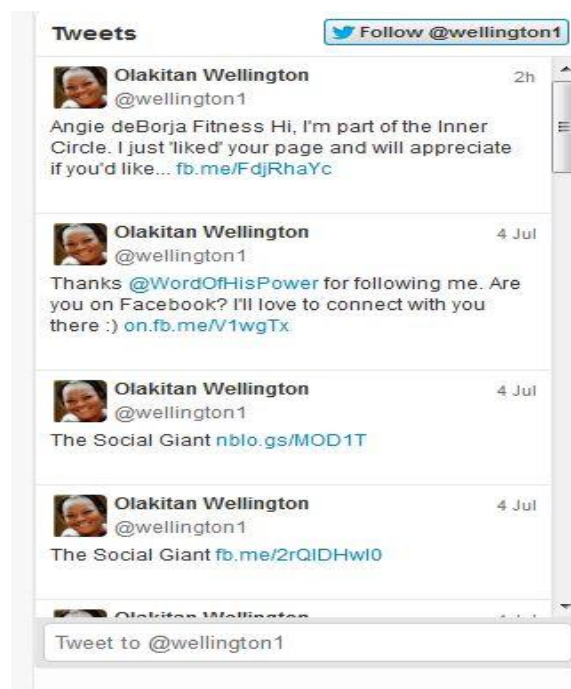 Tweets
Follow @wellington1
Olakitan Wellington
2h
@wellington1
Angie deBorja Fitness Hi, I'm part of the Inner
Circle. I just 'liked' your page and will appreciate
if you'd like... fb.me/FdjRhaYc
Olakitan Wellington
4 Jul
@wellington1
Thanks @WordOfHisPower for following me. Are
you on Facebook? I'll love to connect with you
there :) on.fb.me/V1wgTx
Olakitan Wellington
4 Jul
@wellington1
The Social Giant nblo.gs/MOD1T
Olakitan Wellington
4 Jul
@wellington1
The Social Giant fb.me/2rQIDHwI0
Olakitan Wellington
Tweet to @wellington1